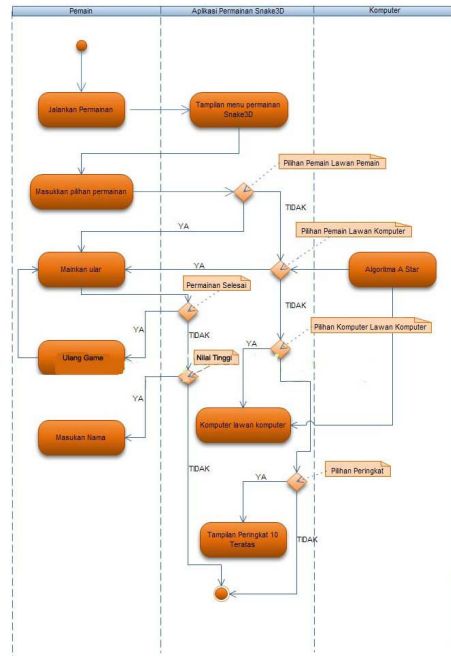 Pemain
Aplikasi Permainan Snake3D
Komputer
Jalankan Permainan
Tampilan menu permainan
Snake3D
Pilihan Pemain Lawan Pemain
Masukkan pilihan permainan
TIDAK
YA
Pilihan Pemain Lawan Komputer
Mainkan ular
YA
Algoritma A Star
Permainan Selesai
TIDAK
YA
TIDAK
Pilihan Komputer Lawan Komputer
Ulang Game
Nilai Tinggi
YA
YA
Masukan Nama
Komputer lawan komputer
TIDAK
Pilihan Peringkat
YA
Tampilan Peringkat 10
Teratas
TIDAK